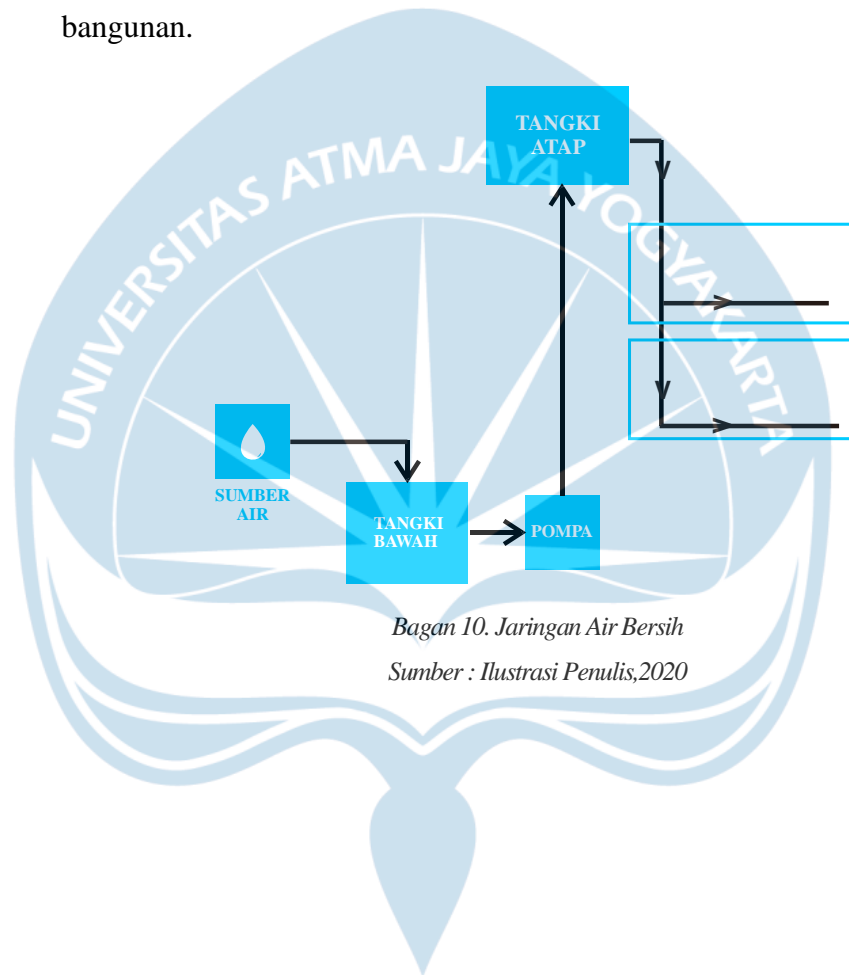 bangunan.
TANGKI
ATAP
UNIVERSITAS ATMA JAYA YOGYAKARTA
SUMBER
AIR
TANGKI
BAWAH
POMPA
Bagan 10. Jaringan Air Bersih
Sumber : Ilustrasi Penulis,2020